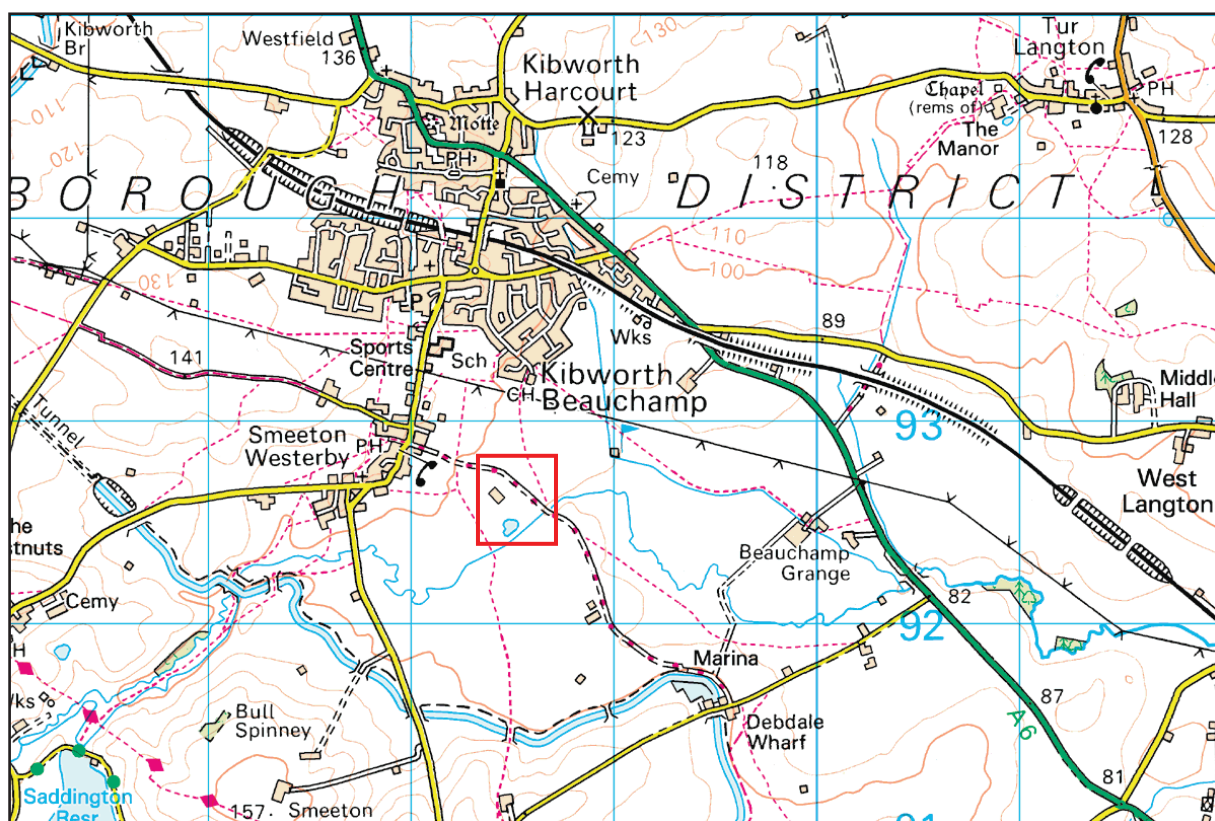 Kibworth
Br
Westfield
136
130
Tur
Langton
Kibworth
Harcourt
Chapel
(rems of)
PH
110
Motte
123
The
Manor
128
120
PH
118
Cemy
BOROUGH
DISTRICT
110
130
100
P
89
Wks
141
Sports
Centre
Sch
Kibworth
Beauchamp
CH
Middle
Hall
Tunnel
93
Smeeton
Westerby
PH
West
Langton
he
stnuts
Beauchamp
Grange
Cemy
82
92
H
Marina
Wks
Bull
Spinney
87
Debdale
Wharf
A6
81
Saddington
Resr
157
Smeeton
91